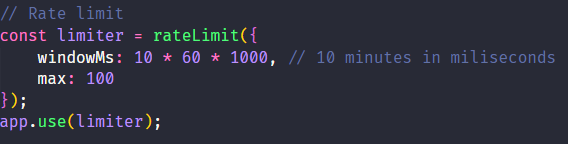 // Rate limit
const limiter = rateLimit({
    windowMs: 10 * 60 * 1000, // 10 minutes in miliseconds
    max: 100
});
app.use(limiter);